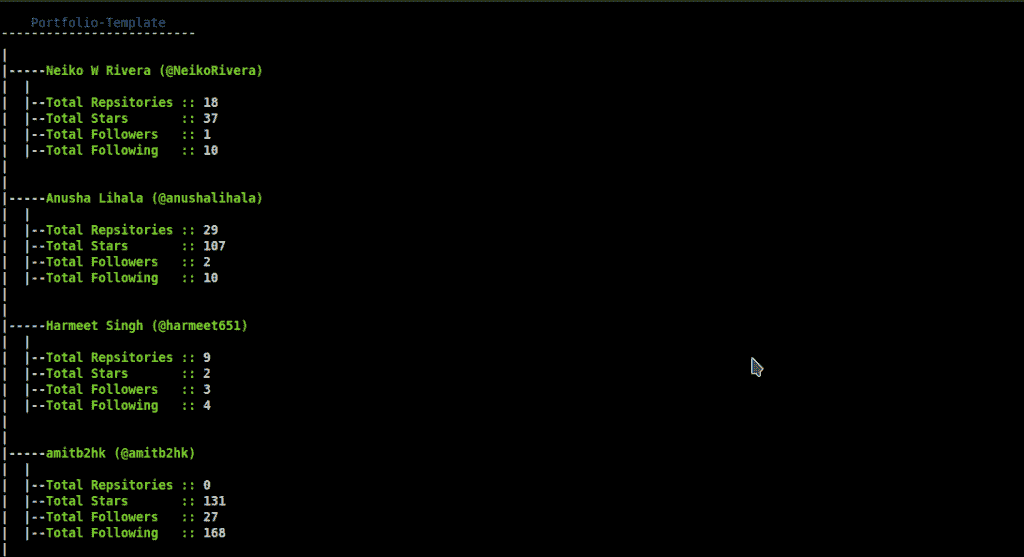 Portfolio-Template
--------------------------
|
|-----Neiko W Rivera (@NeikoRivera)
|  |
|  |--Total Repsitories :: 18
|  |--Total Stars       :: 37
|  |--Total Followers   :: 1
|  |--Total Following   :: 10
|
|
|-----Anusha Lihala (@anushalihala)
|  |
|  |--Total Repsitories :: 29
|  |--Total Stars       :: 107
|  |--Total Followers   :: 2
|  |--Total Following   :: 10
|
|
|-----Harmeet Singh (@harmeet651)
|  |
|  |--Total Repsitories :: 9
|  |--Total Stars       :: 2
|  |--Total Followers   :: 3
|  |--Total Following   :: 4
|
|
|-----amitb2hk (@amitb2hk)
|  |
|  |--Total Repsitories :: 0
|  |--Total Stars       :: 131
|  |--Total Followers   :: 27
|  |--Total Following   :: 168
|